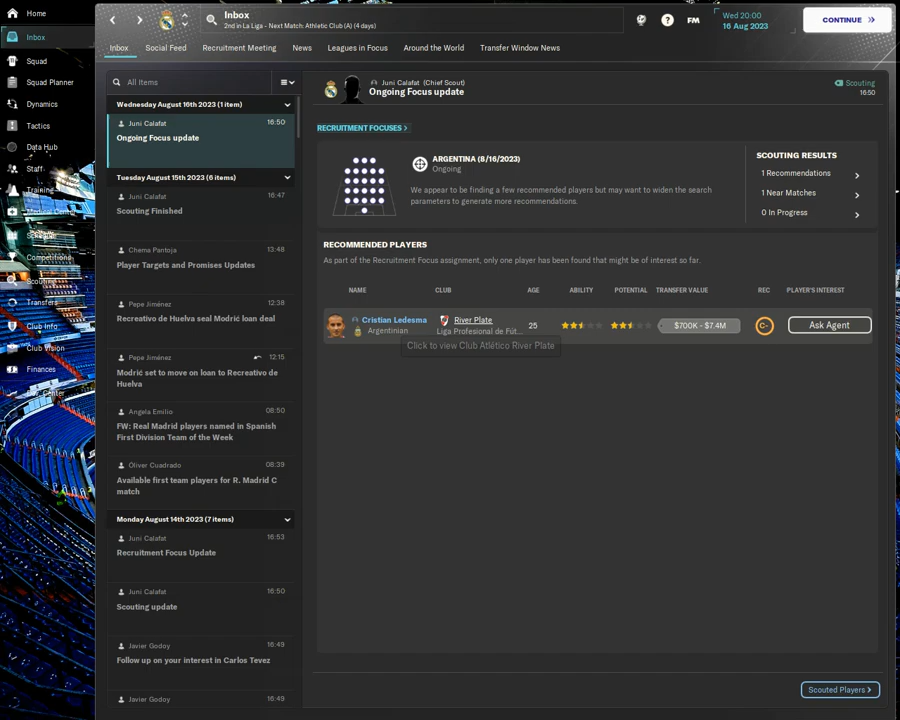 Home
Inbox
Squad
Squad Planner
Dynamics
Tactics
Data Hub
Staff
Training
Competitions
Scouting
Transfers
Club Info
Club Vision
Finances
Inbox
2nd in La Liga - Next Match: Athletic Club (A) (4 days)
?
FM
Wed 20:00
16 Aug 2023
CONTINUE
Inbox
Social Feed
Recruitment Meeting
News
Leagues in Focus
Around the World
Transfer Window News
All Items
Wednesday August 16th 2023 (1 item)
Juni Calafat 16:50
Ongoing Focus update
Tuesday August 15th 2023 (6 items)
Juni Calafat 16:47
Scouting Finished
Chema Pantoja 13:48
Player Targets and Promises Updates
Pepe Jiménez 12:38
Recreativo de Huelva seal Modrić loan deal
Pepe Jiménez 12:15
Modrić set to move on loan to Recreativo de
Huelva
Angela Emilio 08:50
FW: Real Madrid players named in Spanish
First Division Team of the Week
Óliver Cuadrado 08:39
Available first team players for R. Madrid C
match
Monday August 14th 2023 (7 items)
Juni Calafat 16:53
Recruitment Focus Update
Juni Calafat 16:50
Scouting update
Javier Godoy 16:49
Follow up on your interest in Carlos Tevez
Javier Godoy 16:49
Juni Calafat (Chief Scout)
Ongoing Focus update
Scouting
16:50
RECRUITMENT FOCUSES >
ARGENTINA (8/16/2023)
Ongoing
We appear to be finding a few recommended players but may want to widen the search
parameters to generate more recommendations.
SCOUTING RESULTS
1 Recommendations
1 Near Matches
0 In Progress
RECOMMENDED PLAYERS
As part of the Recruitment Focus assignment, only one player has been found that might be of interest so far.
NAME CLUB AGE ABILITY POTENTIAL TRANSFER VALUE REC PLAYER'S INTEREST
Cristian Ledesma
Argentinian
River Plate
Liga Profesional de Fút...
25
$700K - $7.4M
C-
Ask Agent
Click to view Club Atlético River Plate
Scouted Players >